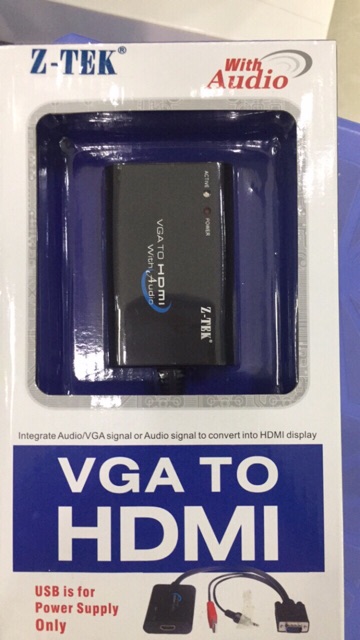 Z-TEK®
With
Audio
ACTIVE
POWER
VGA TO HDMI
With Audio
Z-TEK®
Integrate Audio/VGA signal or Audio signal to convert into HDMI display
VGA TO
HDMI
USB is for
Power Supply
Only